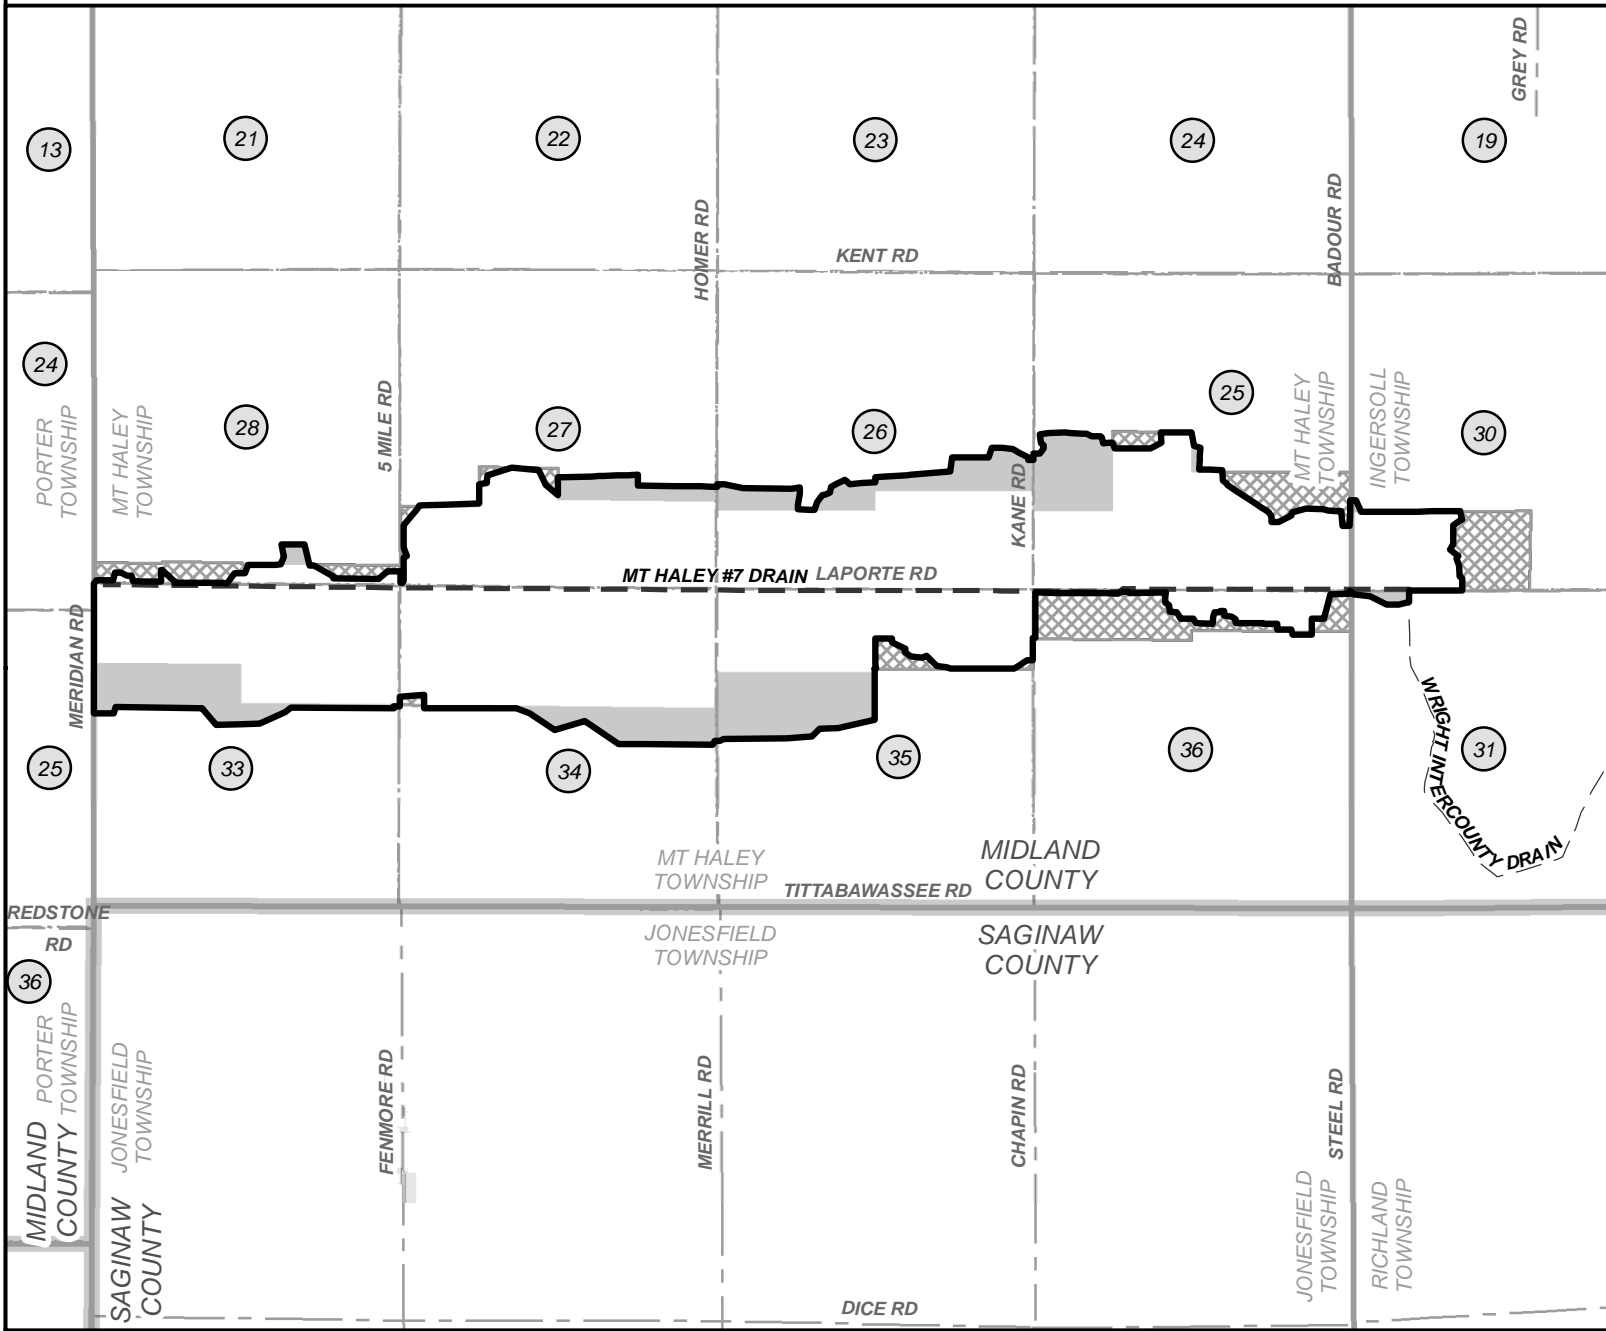 GREY RD
13
21
22
23
24
19
HOMER RD
BADOUR RD
KENT RD
24
PORTER
TOWNSHIP
MT HALEY
TOWNSHIP
28
5 MILE RD
27
26
25
MT HALEY
TOWNSHIP
INGERSOLL
TOWNSHIP
30
KANE RD
MT HALEY #7 DRAIN
LAPORTE RD
MERIDIAN RD
25
33
34
35
36
31
WRIGHT INTERCOUNTY DRAIN
MT HALEY
TOWNSHIP
MIDLAND
COUNTY
TITTABAWASSEE RD
REDSTONE
RD
JONESFIELD
TOWNSHIP
SAGINAW
COUNTY
36
PORTER
TOWNSHIP
MIDLAND
COUNTY
JONESFIELD
TOWNSHIP
SAGINAW
COUNTY
FENMORE RD
MERRILL RD
CHAPIN RD
STEEL RD
JONESFIELD
TOWNSHIP
RICHLAND
TOWNSHIP
DICE RD